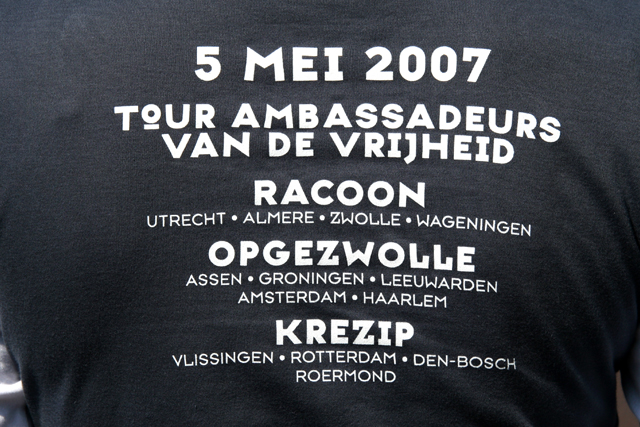 5 MEI 2007
TOUR AMBASSADEURS
VAN DE VRIJHEID
RACOON
UTRECHT • ALMERE • ZWOLLE • WAGENINGEN
OPGEZWOLLE
ASSEN • GRONINGEN • LEEUWARDEN
AMSTERDAM • HAARLEM
KREZIP
VLISSINGEN • ROTTERDAM • DEN-BOSCH
ROERMOND